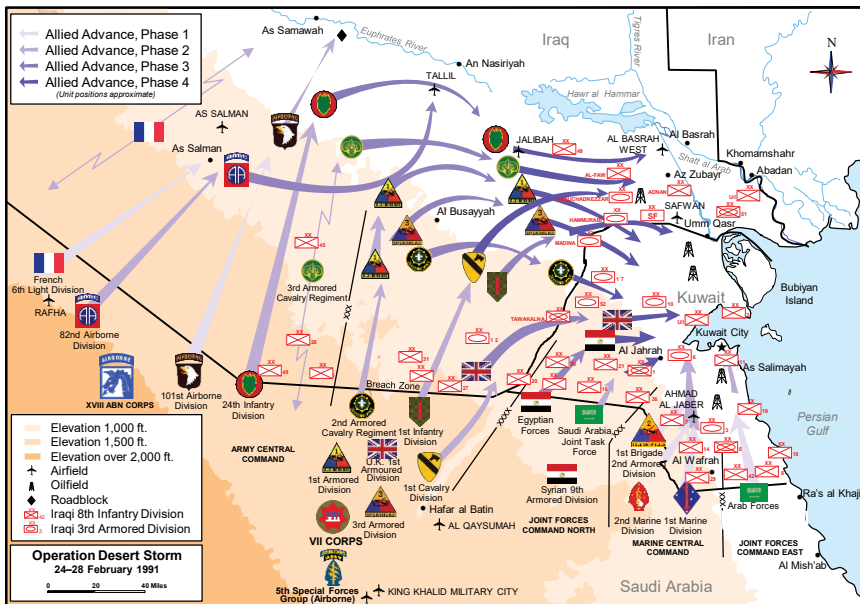 Allied Advance, Phase 1
Allied Advance, Phase 2
Allied Advance, Phase 3
Allied Advance, Phase 4
(Unit positions approximate)
As Samawah
Euphrates River
An Nasiriyah
Iraq
Tigres River
Iran
N
TALLIL
Hawr al Hammar
AS SALMAN
As Salman
JALIBAH
AL BASRAH
WEST
Al Basrah
Shatt al Arab
Khomamshahr
Abadan
AL-FAW
Az Zubayr
ADNAN
SAFWAN
Umm Qasr
HAMMURABI
MADINA
SF
Al Busayyah
3rd Armored
Cavalry Regiment
French
6th Light Division
RAFHA
82nd Airborne
Division
AIRBORNE
XVIII ABN CORPS
AIRBORNE
101st Airborne
Division
24th Infantry
Division
TAWAKALNA
Kuwait
Bubiyan
Island
Kuwait City
Al Jahrah
As Salimayah
AHMAD
AL JABER
Persian
Gulf
Breach Zone
ARMY CENTRAL
COMMAND
2nd Armored
Cavalry Regiment
1st Infantry
Division
U.K. 1st
Armoured
Division
1st Armored
Division
1st Cavalry
Division
3rd Armored
Division
VII CORPS
5th Special Forces
Group (Airborne)
Hafar al Batin
AL QAYSUMAH
KING KHALID MILITARY CITY
Egyptian
Forces
Saudi Arabia
Joint Task
Force
Syrian 9th
Armored Division
JOINT FORCES
COMMAND NORTH
1st Brigade
2nd Armored
Division
Al Wafrah
2nd Marine
Division
1st Marine
Division
MARINE CENTRAL
COMMAND
Arab Forces
JOINT FORCES
COMMAND EAST
Ra's al Khaji
Al Mish'ab
Saudi Arabia
Elevation 1,000 ft.
Elevation 1,500 ft.
Elevation over 2,000 ft.
Airfield
Oilfield
Roadblock
Iraqi 8th Infantry Division
Iraqi 3rd Armored Division
Operation Desert Storm
24–28 February 1991
0 20 40 Miles